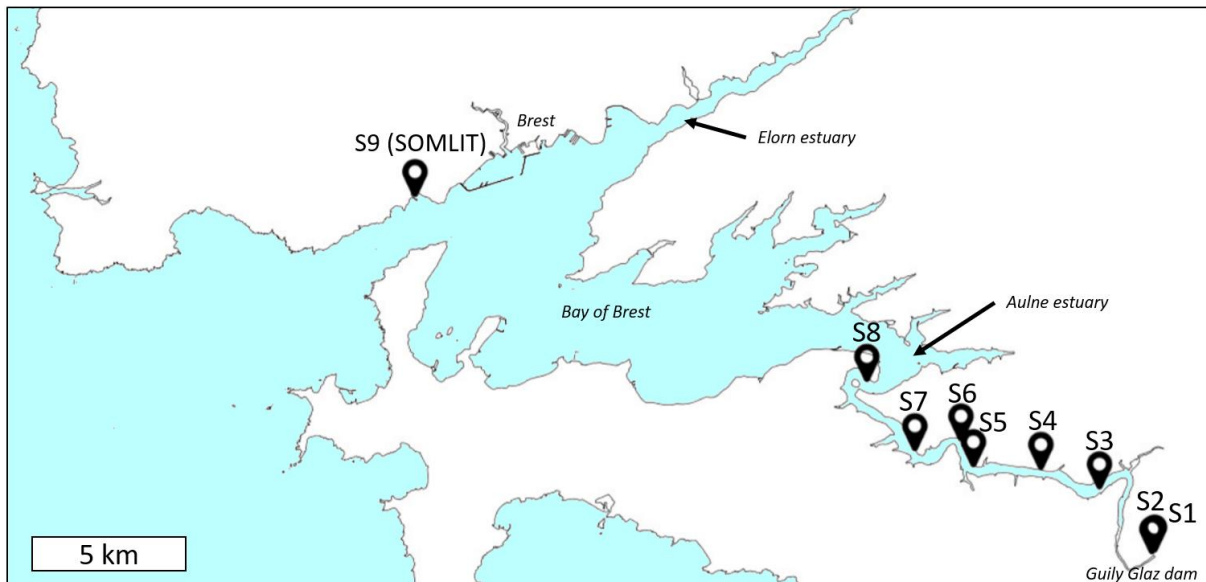 Brest
S9 (SOMLIT)
Elorn estuary
Bay of Brest
Aulne estuary
S8
S7
S6
S5
S4
S3
S2
S1
5 km
Guily Glaz dam